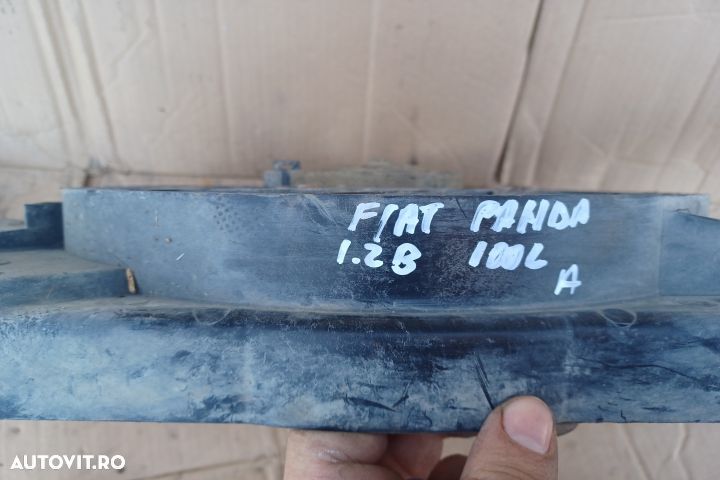 FIAT PANDA
1.2B 100L
A
AUTOVIT.RO